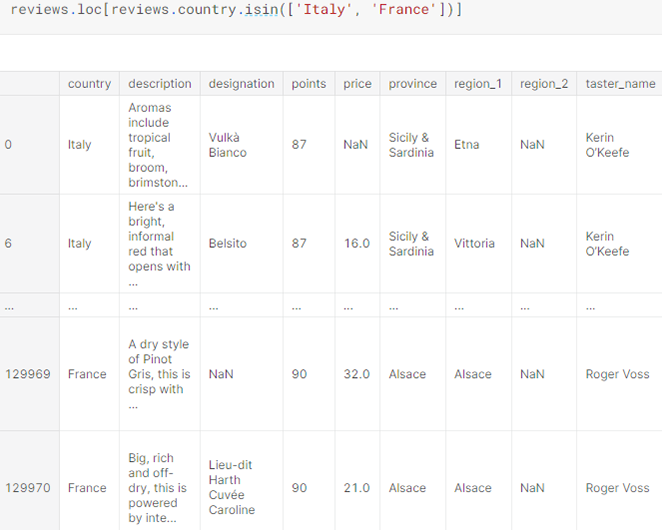 reviews.loc[reviews.country.isin(['Italy', 'France'])]
country description designation points price province region_1 region_2 taster_name
0 Italy Aromas include tropical fruit, broom, brimston... Vulkà Bianco 87 NaN Sicily & Sardinia Etna NaN Kerin O'Keefe
6 Italy Here's a bright, informal red that opens with ... Belsito 87 16.0 Sicily & Sardinia Vittoria NaN Kerin O'Keefe
... ... ... ... ... ... ... ... ... ...
129969 France A dry style of Pinot Gris, this is crisp with ... NaN 90 32.0 Alsace Alsace NaN Roger Voss
129970 France Big, rich and off-dry, this is powered by inte... Lieu-dit Harth Cuvée Caroline 90 21.0 Alsace Alsace NaN Roger Voss